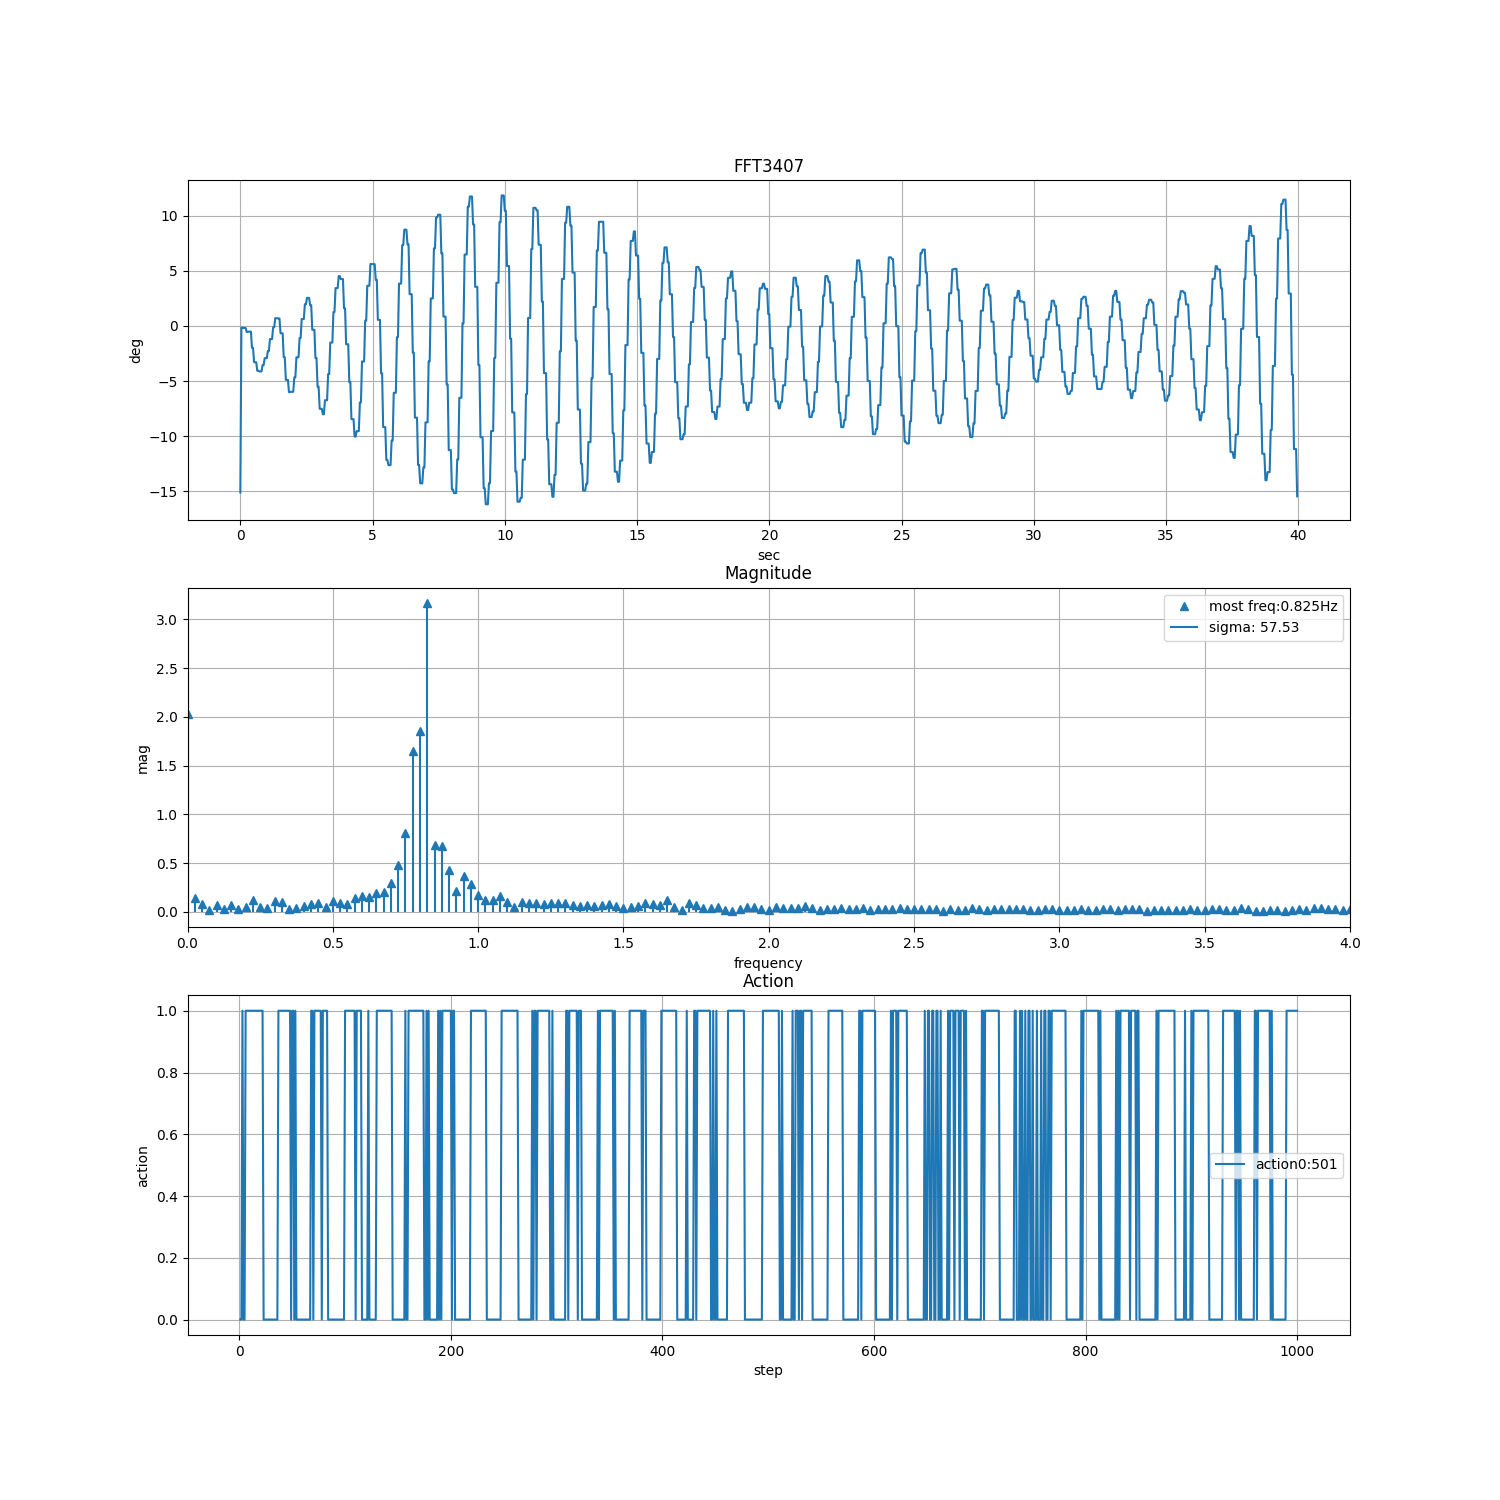 FFT3407
10
5
0
−5
−10
−15
deg
0 5 10 15 20 25 30 35 40
sec
Magnitude
most freq:0.825Hz
sigma: 57.53
3.0
2.5
2.0
1.5
1.0
0.5
0.0
mag
0.0 0.5 1.0 1.5 2.0 2.5 3.0 3.5 4.0
frequency
Action
1.0
0.8
0.6
0.4
0.2
0.0
action
action0:501
0 200 400 600 800 1000
step